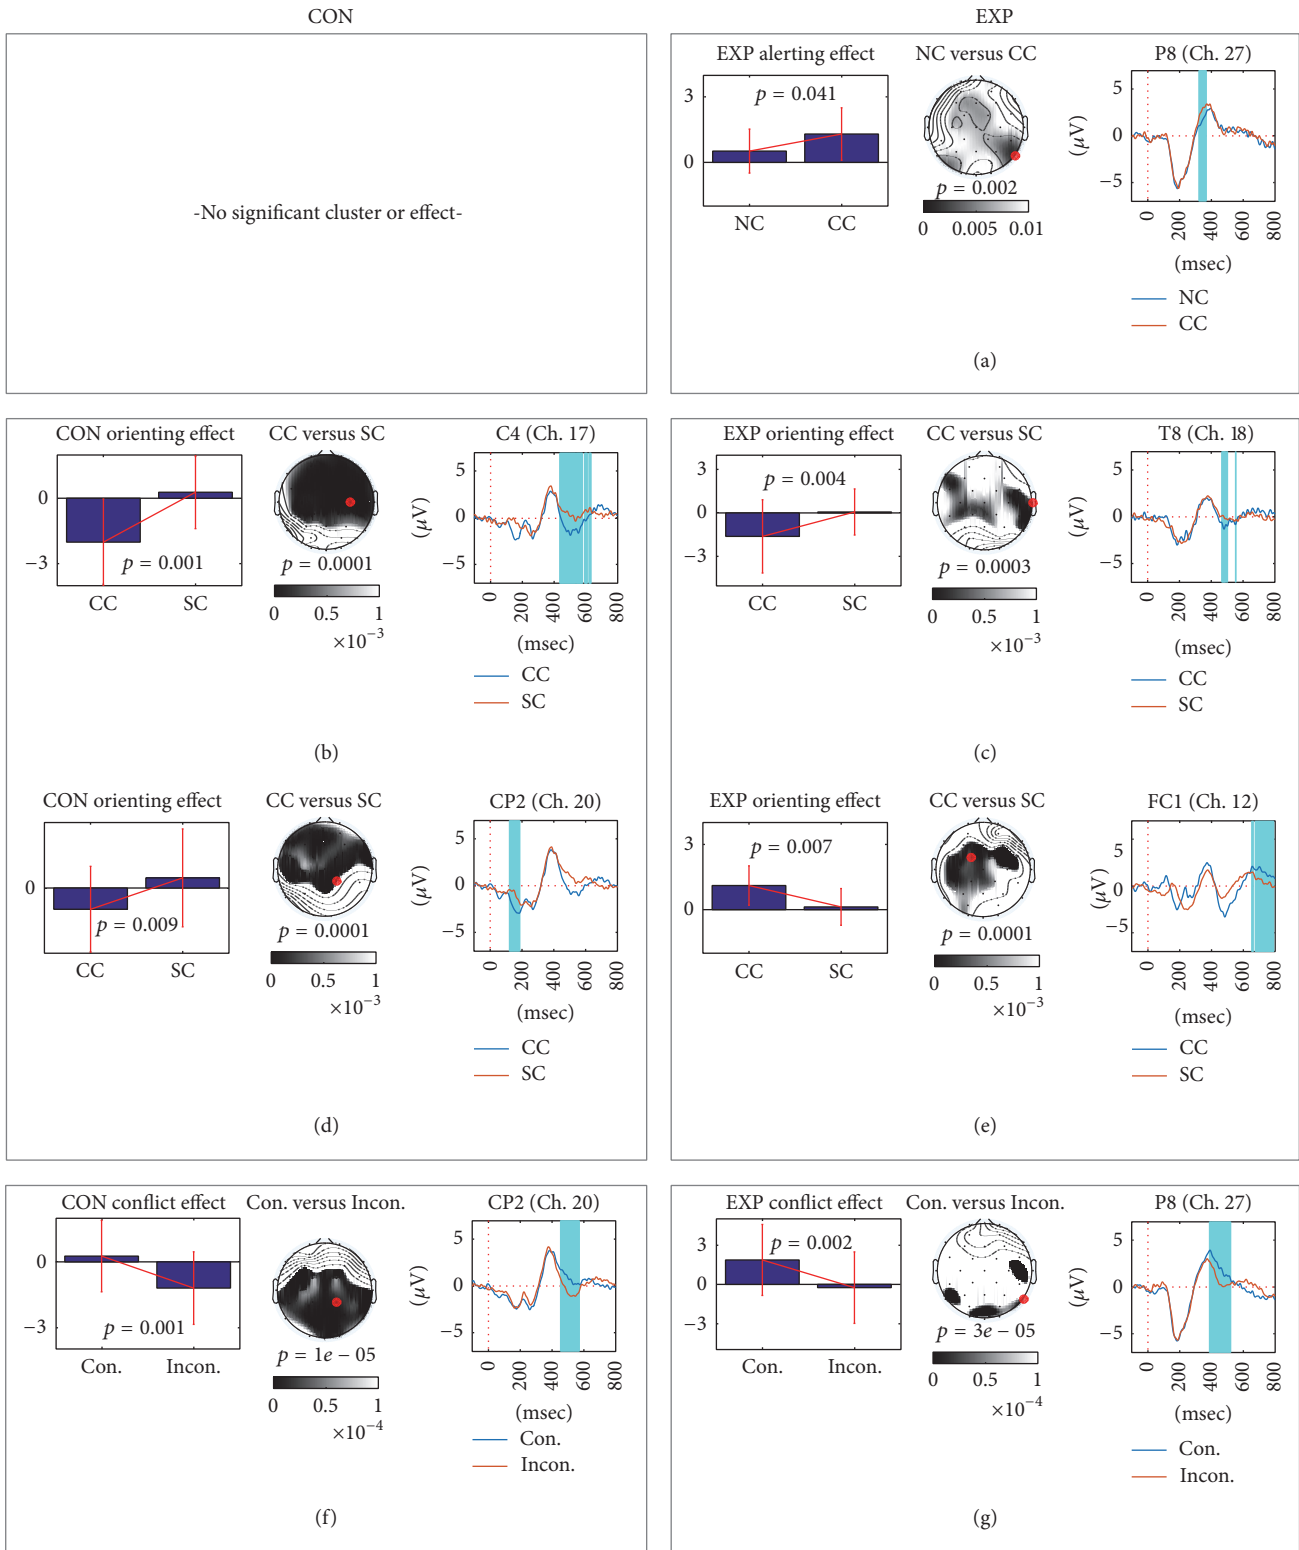 CON
EXP
-No significant cluster or effect-
EXP alerting effect
NC versus CC
P8 (Ch. 27)
3
0
p = 0.041
NC
CC
p = 0.002
0
0.005
0.01
5
0
−5
(μV)
0
200
400
600
800
(msec)
NC
CC
(a)
CON orienting effect
CC versus SC
C4 (Ch. 17)
0
−3
p = 0.001
CC
SC
p = 0.0001
0
0.5
1
×10−3
5
0
−5
(μV)
0
200
400
600
800
(msec)
CC
SC
(b)
EXP orienting effect
CC versus SC
T8 (Ch. 18)
3
0
−3
p = 0.004
CC
SC
p = 0.0003
0
0.5
1
×10−3
5
0
−5
(μV)
0
200
400
600
800
(msec)
CC
SC
(c)
CON orienting effect
CC versus SC
CP2 (Ch. 20)
0
p = 0.009
CC
SC
p = 0.0001
0
0.5
1
×10−3
5
0
−5
(μV)
0
200
400
600
800
(msec)
CC
SC
(d)
EXP orienting effect
CC versus SC
FC1 (Ch. 12)
3
0
p = 0.007
CC
SC
p = 0.0001
0
0.5
1
×10−3
5
0
−5
(μV)
0
200
400
600
800
(msec)
CC
SC
(e)
CON conflict effect
Con. versus Incon.
CP2 (Ch. 20)
0
−3
p = 0.001
Con.
Incon.
p = 1e − 05
0
0.5
1
×10−4
5
0
−5
(μV)
0
200
400
600
800
(msec)
Con.
Incon.
(f)
EXP conflict effect
Con. versus Incon.
P8 (Ch. 27)
3
0
−3
p = 0.002
Con.
Incon.
p = 3e − 05
0
0.5
1
×10−4
5
0
−5
(μV)
0
200
400
600
800
(msec)
Con.
Incon.
(g)